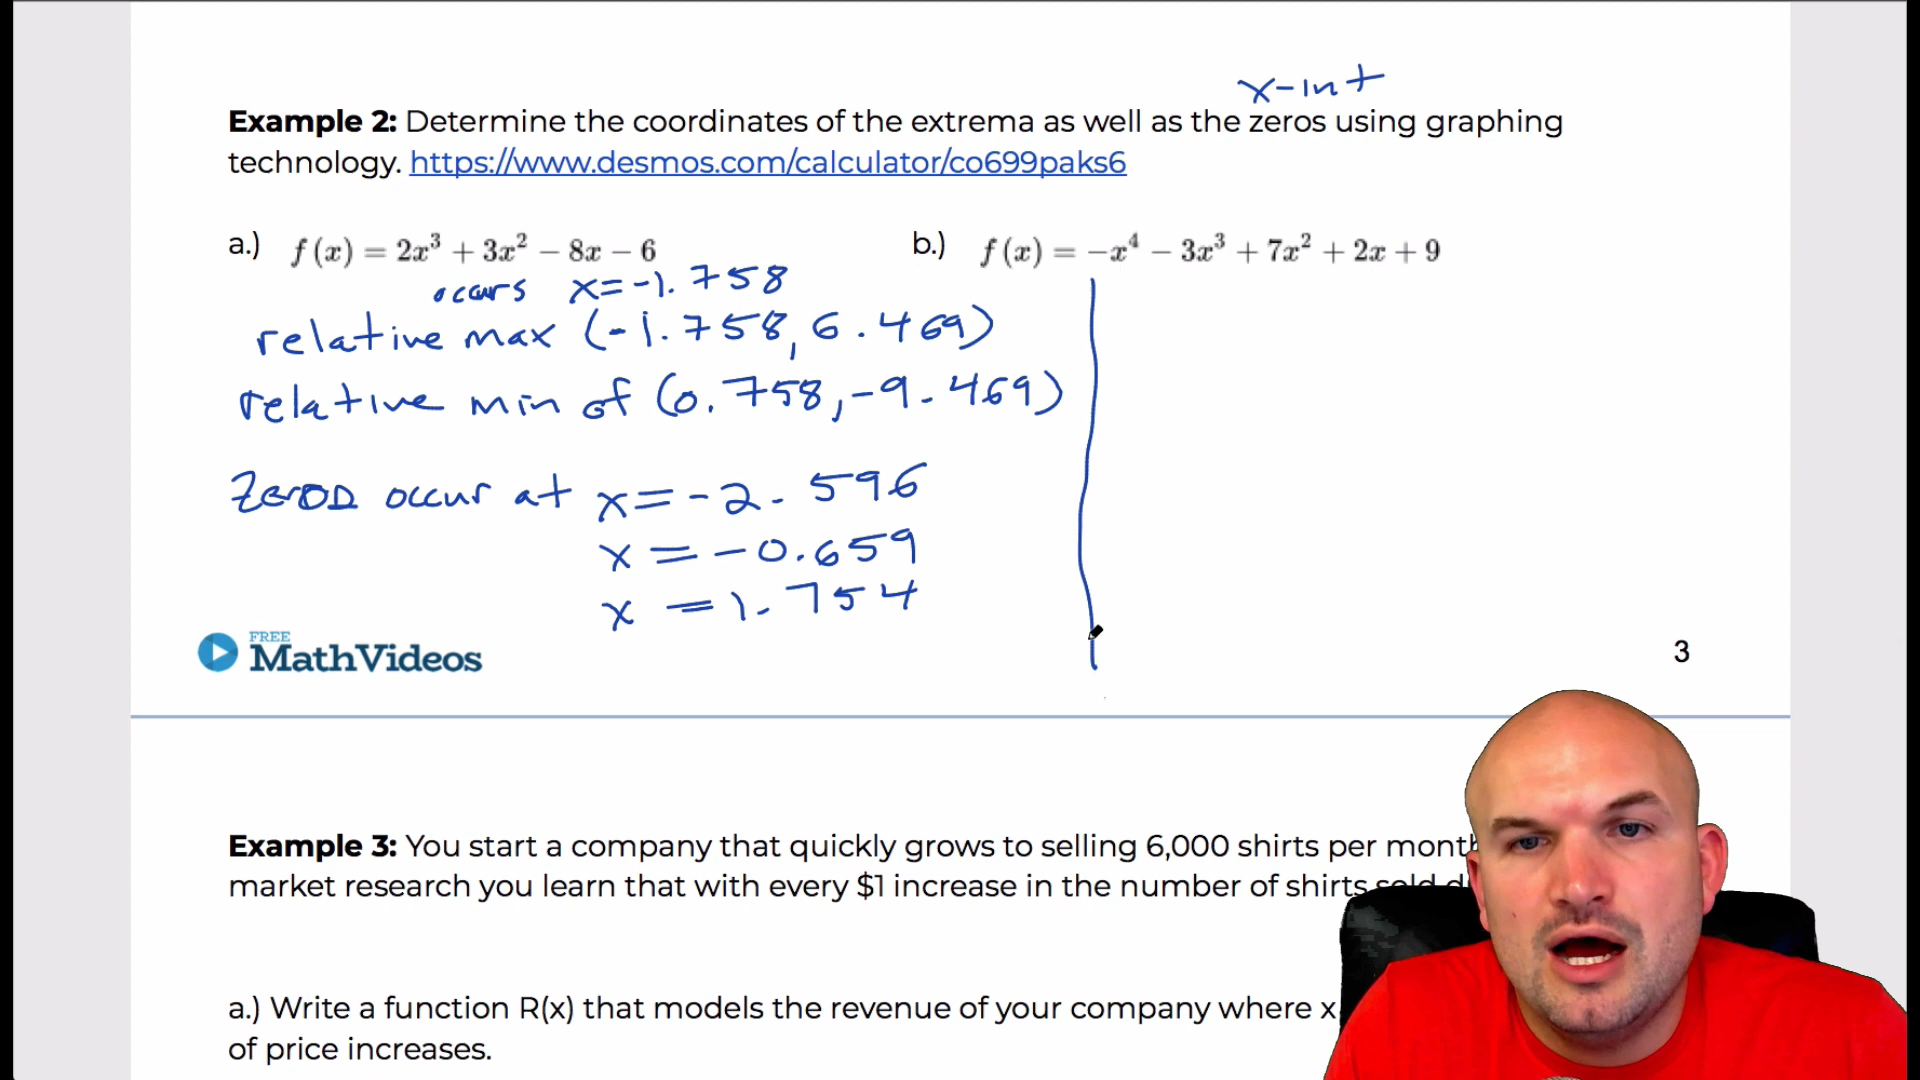 x-int
Example 2: Determine the coordinates of the extrema as well as the zeros using graphing
technology. https://www.desmos.com/calculator/co699paks6
a.) f(x) = 2x³ + 3x² − 8x − 6
b.) f(x) = −x⁴ − 3x³ + 7x² + 2x + 9
occurs x=-1.758
relative max (-1.758, 6.469)
relative min of (0.758, -9.469)
Zeros occur at x = -2.596
x = -0.659
x = 1.754
FREE
MathVideos
3
Example 3: You start a company that quickly grows to selling 6,000 shirts per month
market research you learn that with every $1 increase in the number of shirts sold d
a.) Write a function R(x) that models the revenue of your company where x
of price increases.